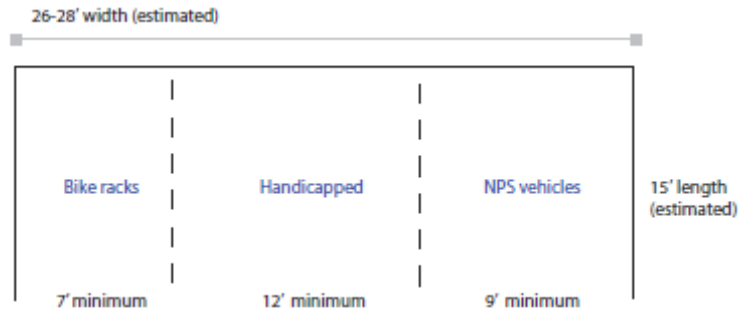 26-28' width (estimated)
Bike racks
Handicapped
NPS vehicles
15' length
(estimated)
7' minimum
12' minimum
9' minimum